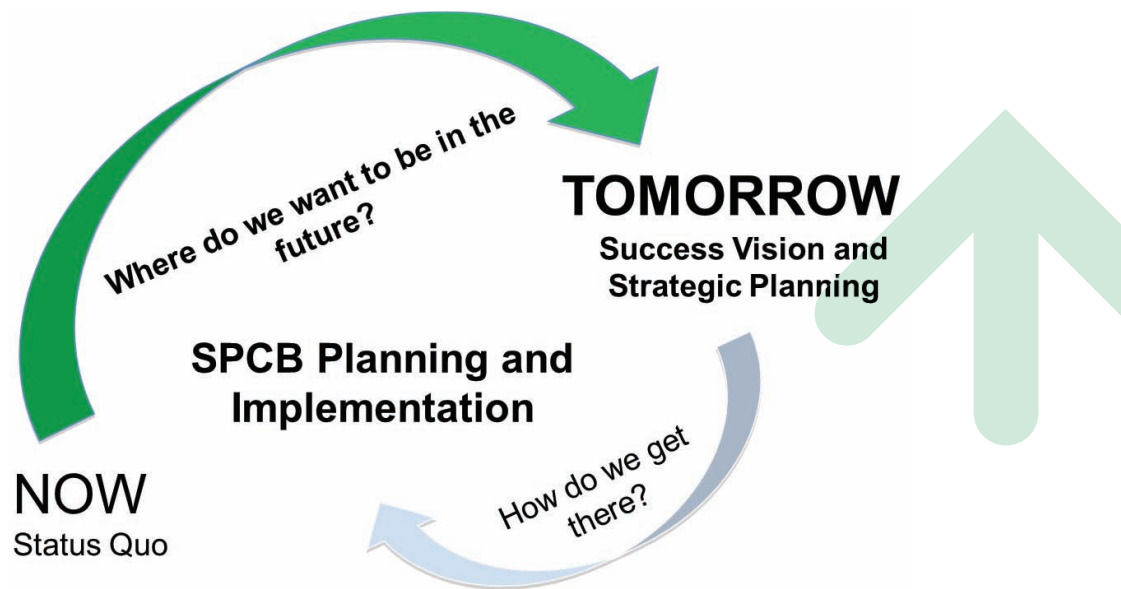 Where do we want to be in the
future?
TOMORROW
Success Vision and
Strategic Planning
SPCB Planning and
Implementation
How do we get
there?
NOW
Status Quo